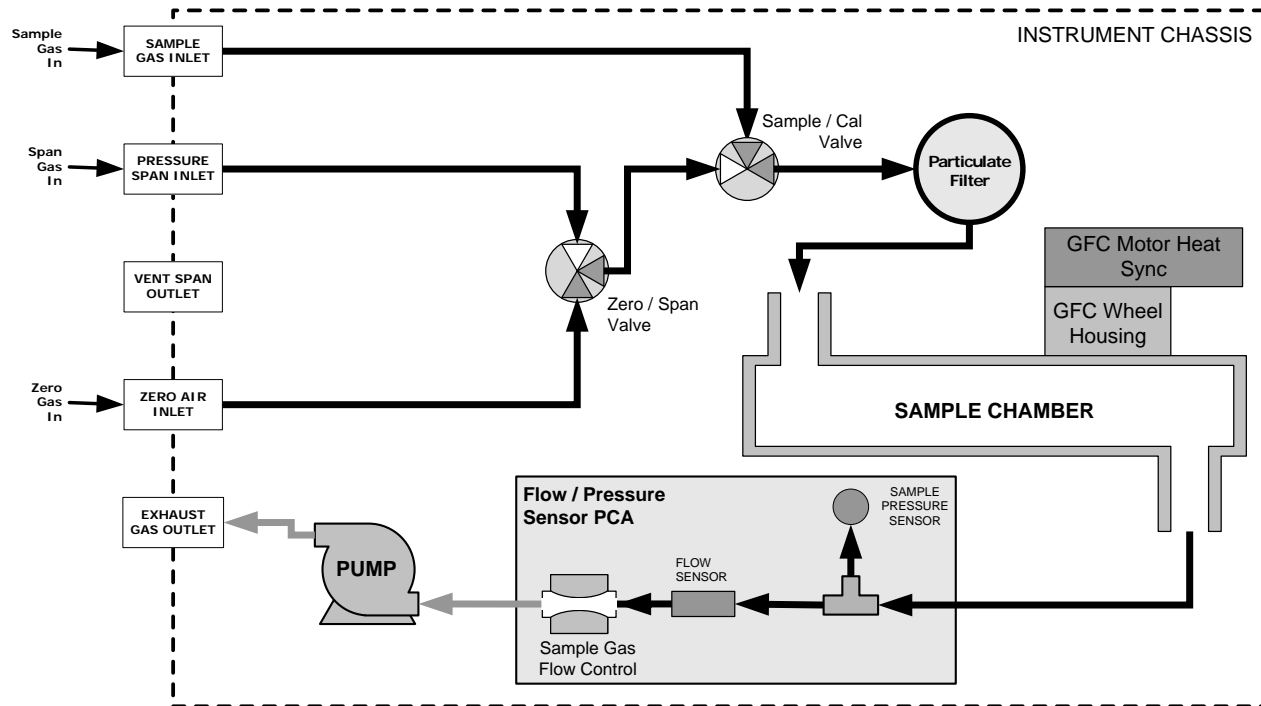 INSTRUMENT CHASSIS
Sample
Gas
In
SAMPLE
GAS INLET
Sample / Cal
Valve
Span
Gas
In
PRESSURE
SPAN INLET
Particulate
Filter
GFC Motor Heat
Sync
VENT SPAN
OUTLET
Zero / Span
Valve
GFC Wheel
Housing
Zero
Gas
In
ZERO AIR
INLET
SAMPLE CHAMBER
EXHAUST
GAS OUTLET
Flow / Pressure
Sensor PCA
SAMPLE
PRESSURE
SENSOR
PUMP
FLOW
SENSOR
Sample Gas
Flow Control